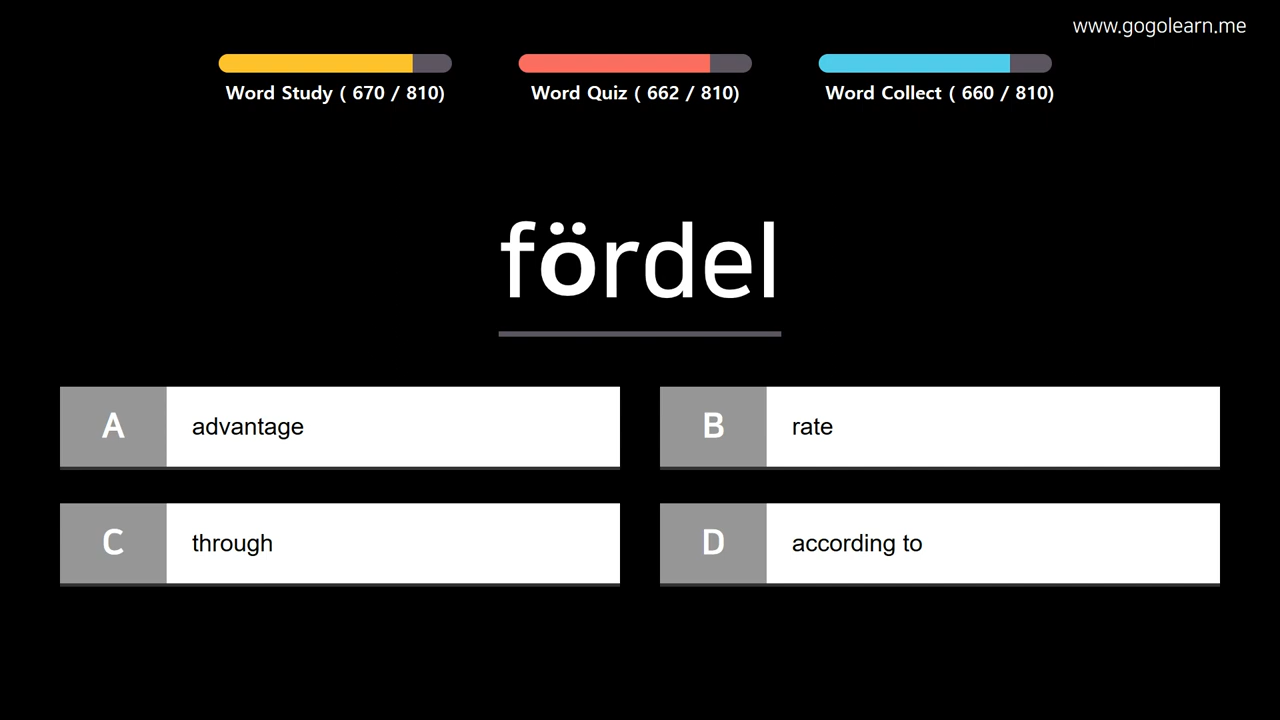 www.gogolearn.me
Word Study ( 670 / 810)
Word Quiz ( 662 / 810)
Word Collect ( 660 / 810)
fördel
A advantage
B rate
C through
D according to